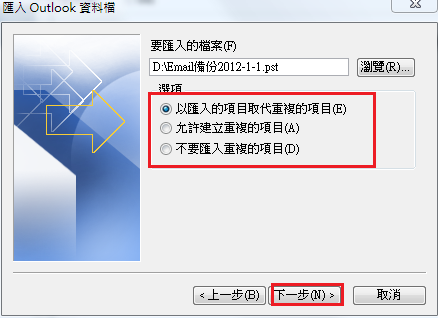 匯入 Outlook 資料檔
要匯入的檔案(F)
D:\Email備份2012-1-1.pst 瀏覽(R)...
選項
以匯入的項目取代重複的項目(E)
允許建立重複的項目(A)
不要匯入重複的項目(D)
< 上一步(B) 下一步(N) > 取消